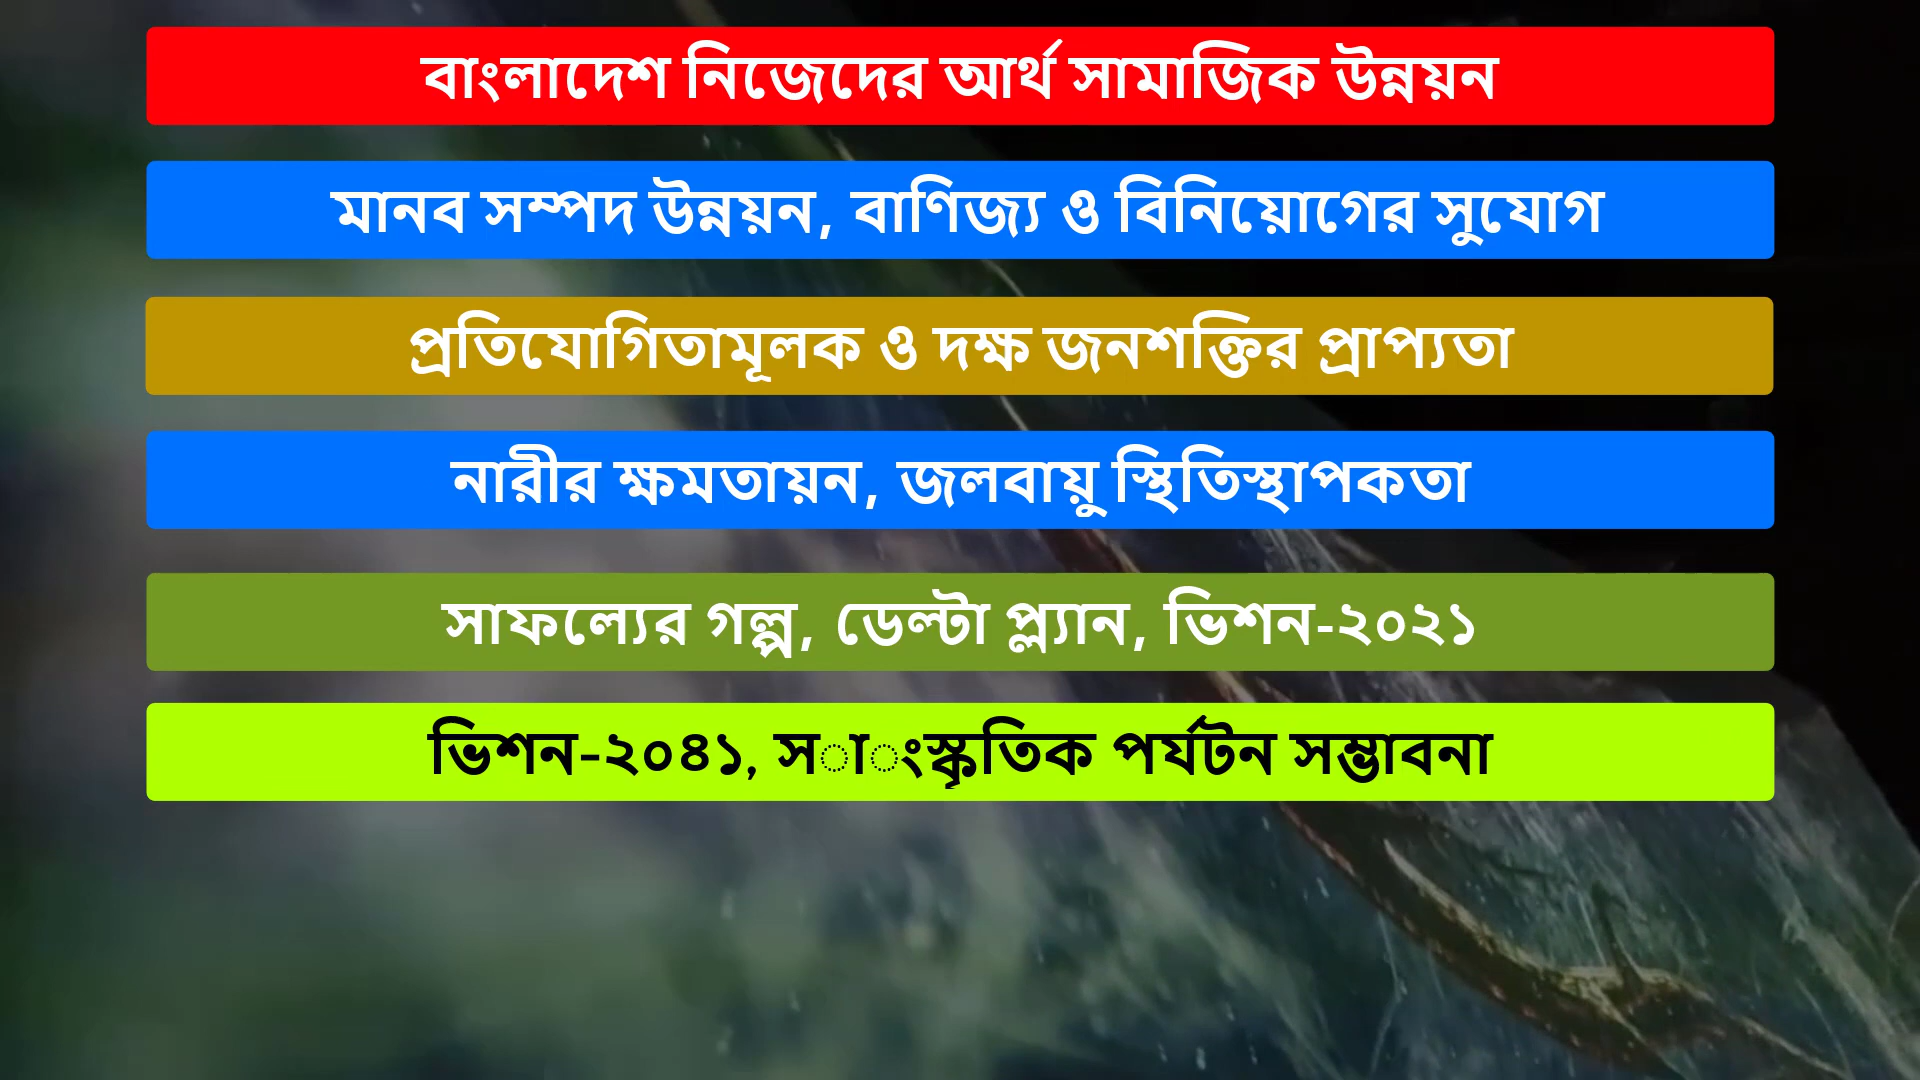 বাংলাদেশ নিজেদের আর্থ সামাজিক উন্নয়ন
মানব সম্পদ উন্নয়ন, বাণিজ্য ও বিনিয়োগের সুযোগ
প্রতিযোগিতামূলক ও দক্ষ জনশক্তির প্রাপ্যতা
নারীর ক্ষমতায়ন, জলবায়ু স্থিতিস্থাপকতা
সাফল্যের গল্প, ডেল্টা প্ল্যান, ভিশন-২০২১
ভিশন-২০৪১, সাংস্কৃতিক পর্যটন সম্ভাবনা